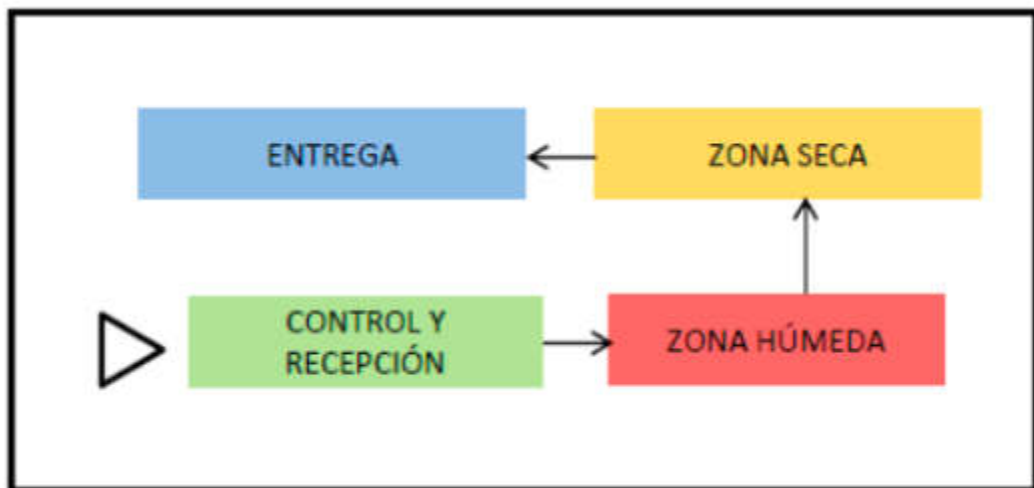 ENTREGA
ZONA SECA
CONTROL Y
RECEPCIÓN
ZONA HÚMEDA